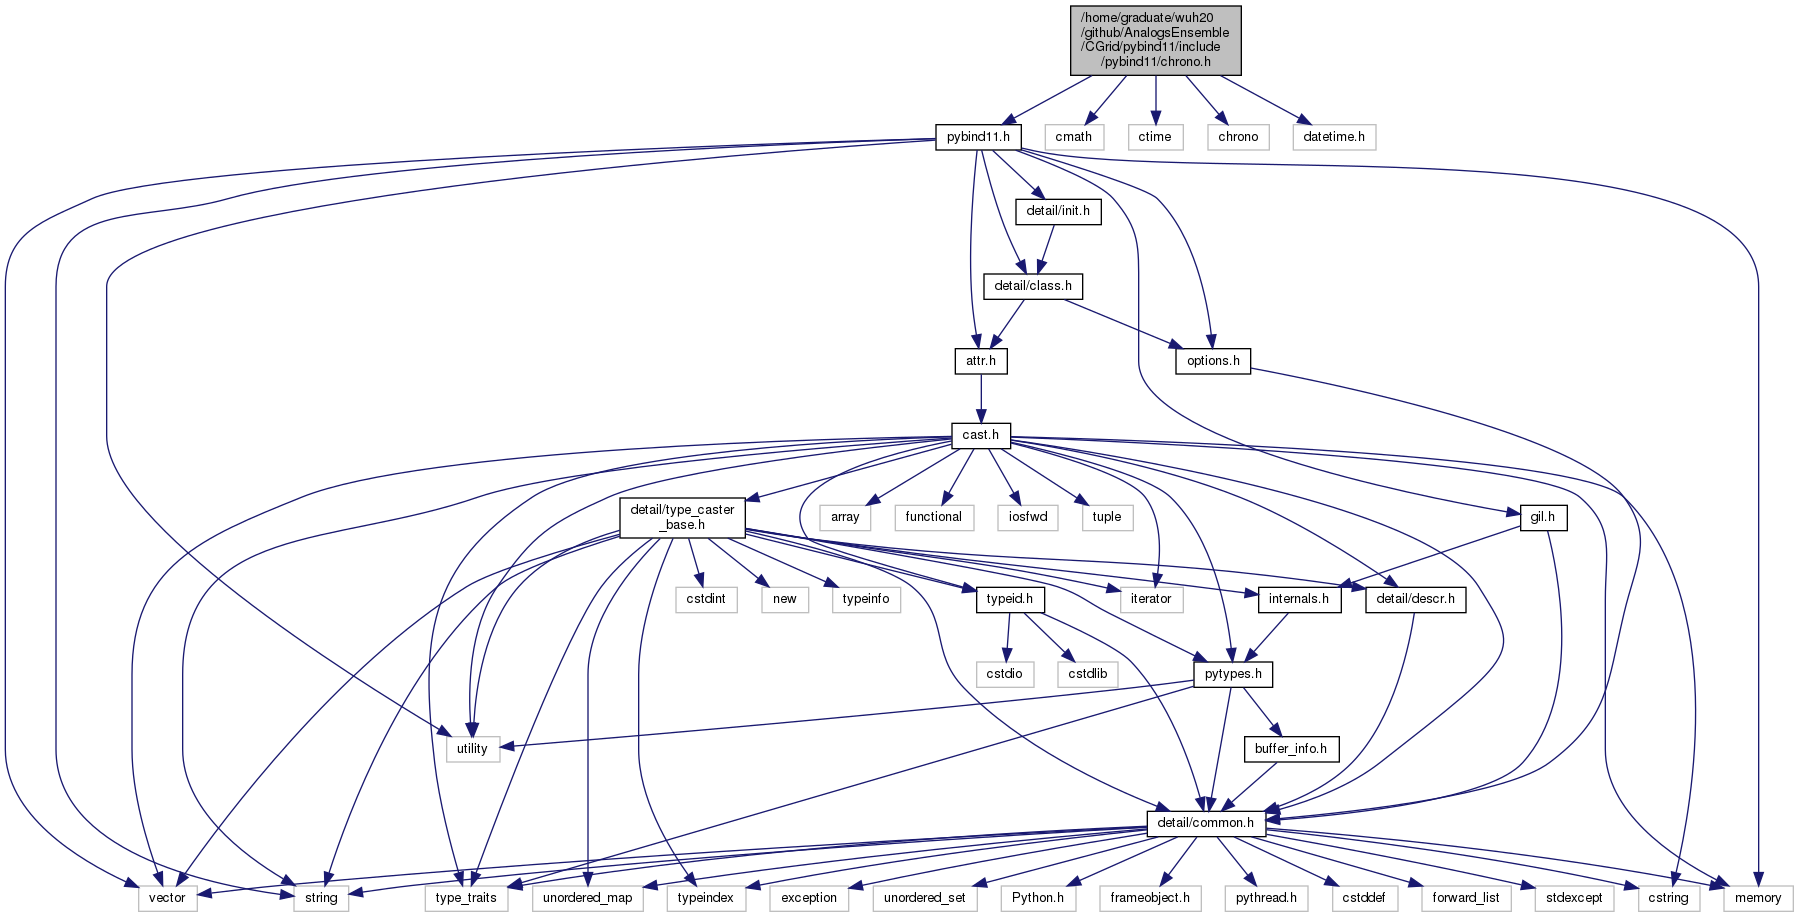 /home/graduate/wuh20
/github/AnalogsEnsemble
/CGrid/pybind11/include
/pybind11/chrono.h
pybind11.h
cmath
ctime
chrono
datetime.h
detail/init.h
detail/class.h
attr.h
options.h
cast.h
detail/type_caster
_base.h
array
functional
iosfwd
tuple
gil.h
cstdint
new
typeinfo
typeid.h
iterator
internals.h
detail/descr.h
cstdio
cstdlib
pytypes.h
utility
buffer_info.h
detail/common.h
vector
string
type_traits
unordered_map
typeindex
exception
unordered_set
Python.h
frameobject.h
pythread.h
cstddef
forward_list
stdexcept
cstring
memory